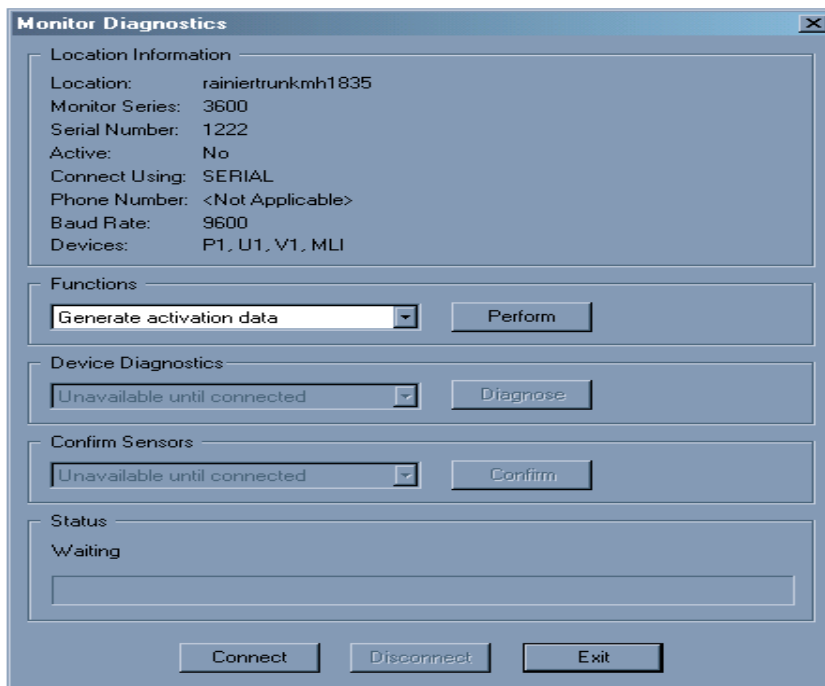 Monitor Diagnostics
Location Information
Location: rainiertrunkmh1835
Monitor Series: 3600
Serial Number: 1222
Active: No
Connect Using: SERIAL
Phone Number: <Not Applicable>
Baud Rate: 9600
Devices: P1, U1, V1, MLI
Functions
Generate activation data Perform
Device Diagnostics
Unavailable until connected Diagnose
Confirm Sensors
Unavailable until connected Confirm
Status
Waiting
Connect Disconnect Exit